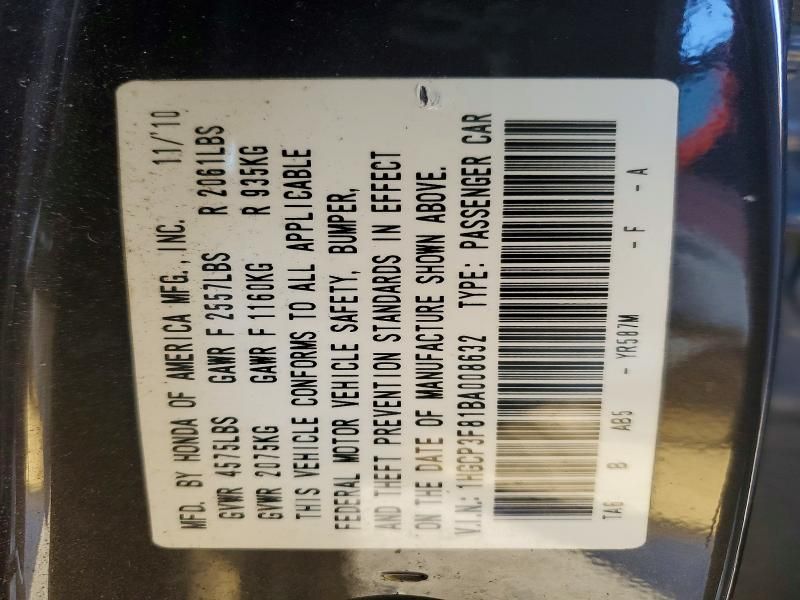 MFD. BY HONDA OF AMERICA MFG., INC. 11/'10
GVWR 4575LBS GAWR F 2557LBS R 2061LBS
GVWR 2075KG GAWR F 1160KG R 935KG
THIS VEHICLE CONFORMS TO ALL APPLICABLE
FEDERAL MOTOR VEHICLE SAFETY, BUMPER,
AND THEFT PREVENTION STANDARDS IN EFFECT
ON THE DATE OF MANUFACTURE SHOWN ABOVE.
V.I.N.: 1HGCP3F81BA008632 TYPE: PASSENGER CAR
TA6 B AB5 - YR587M - F - A